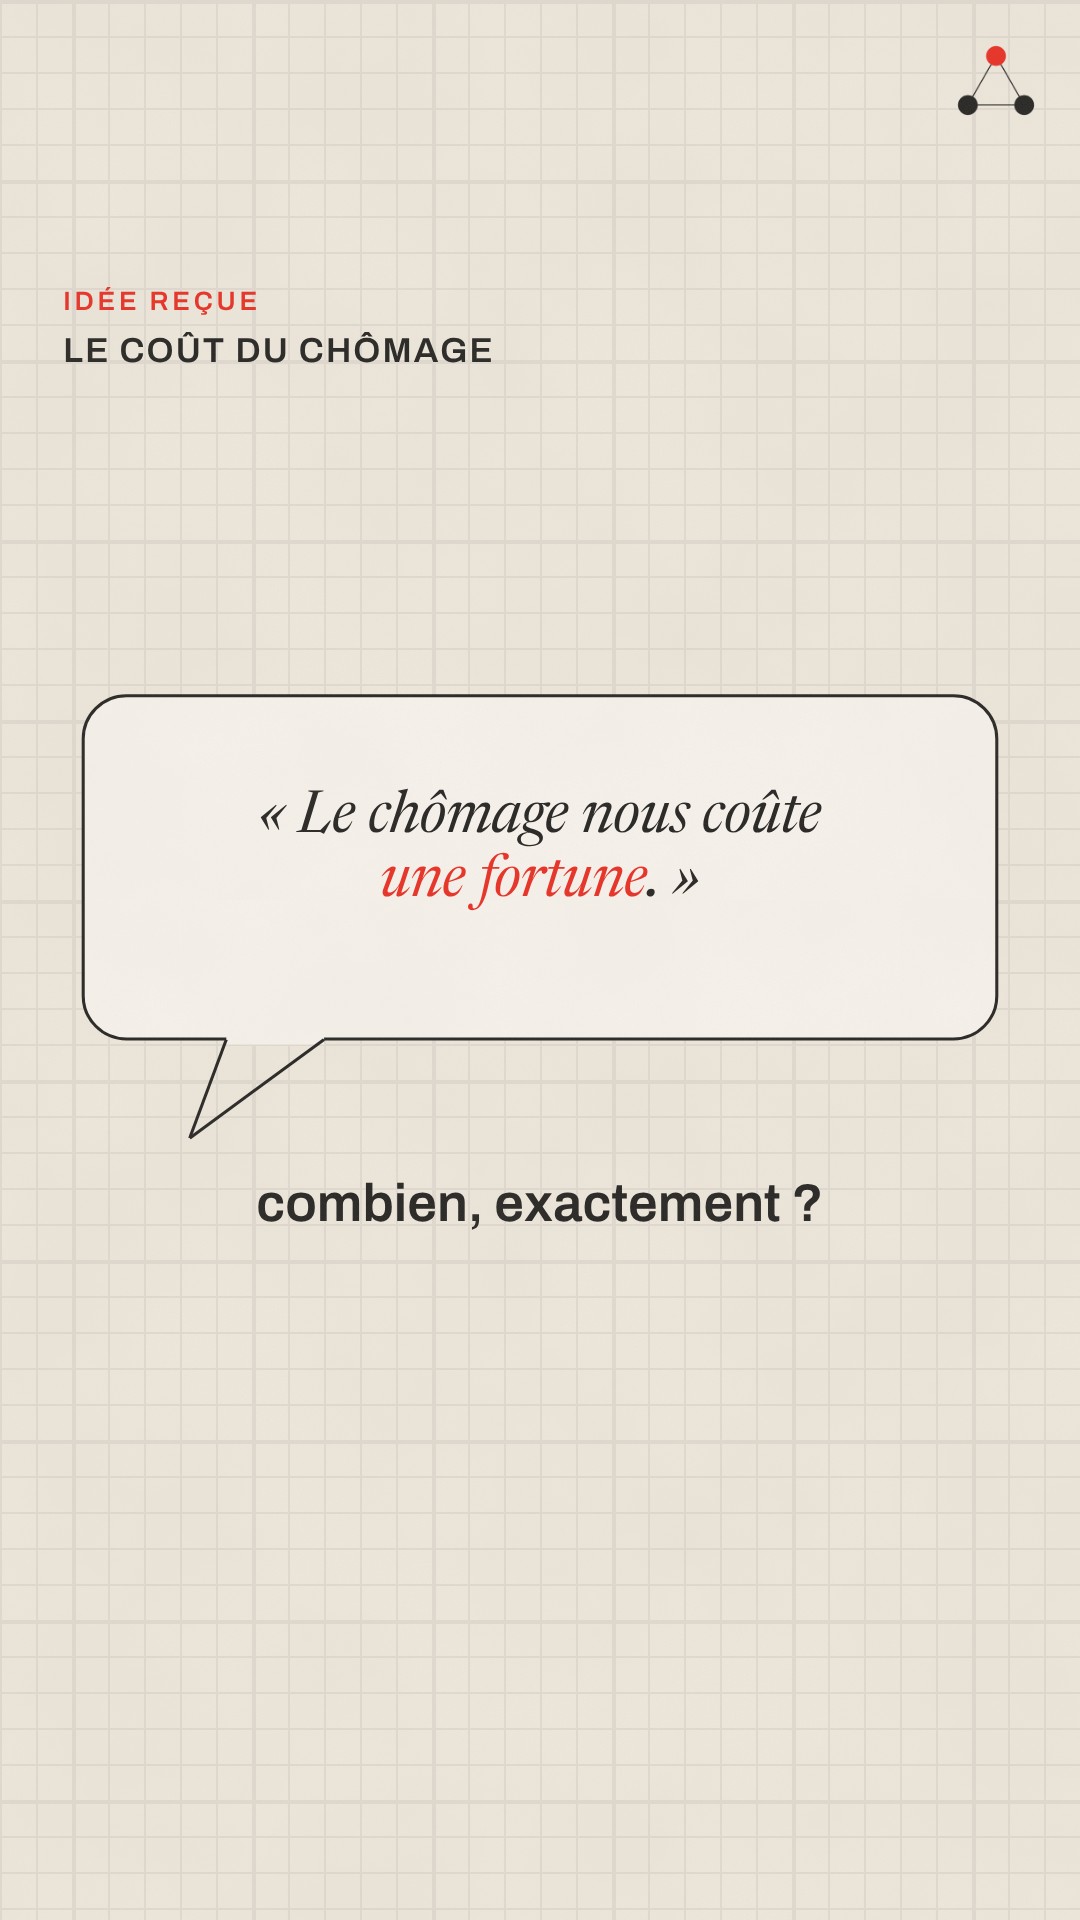 IDÉE REÇUE
LE COÛT DU CHÔMAGE
« Le chômage nous coûte
une fortune. »
combien, exactement ?